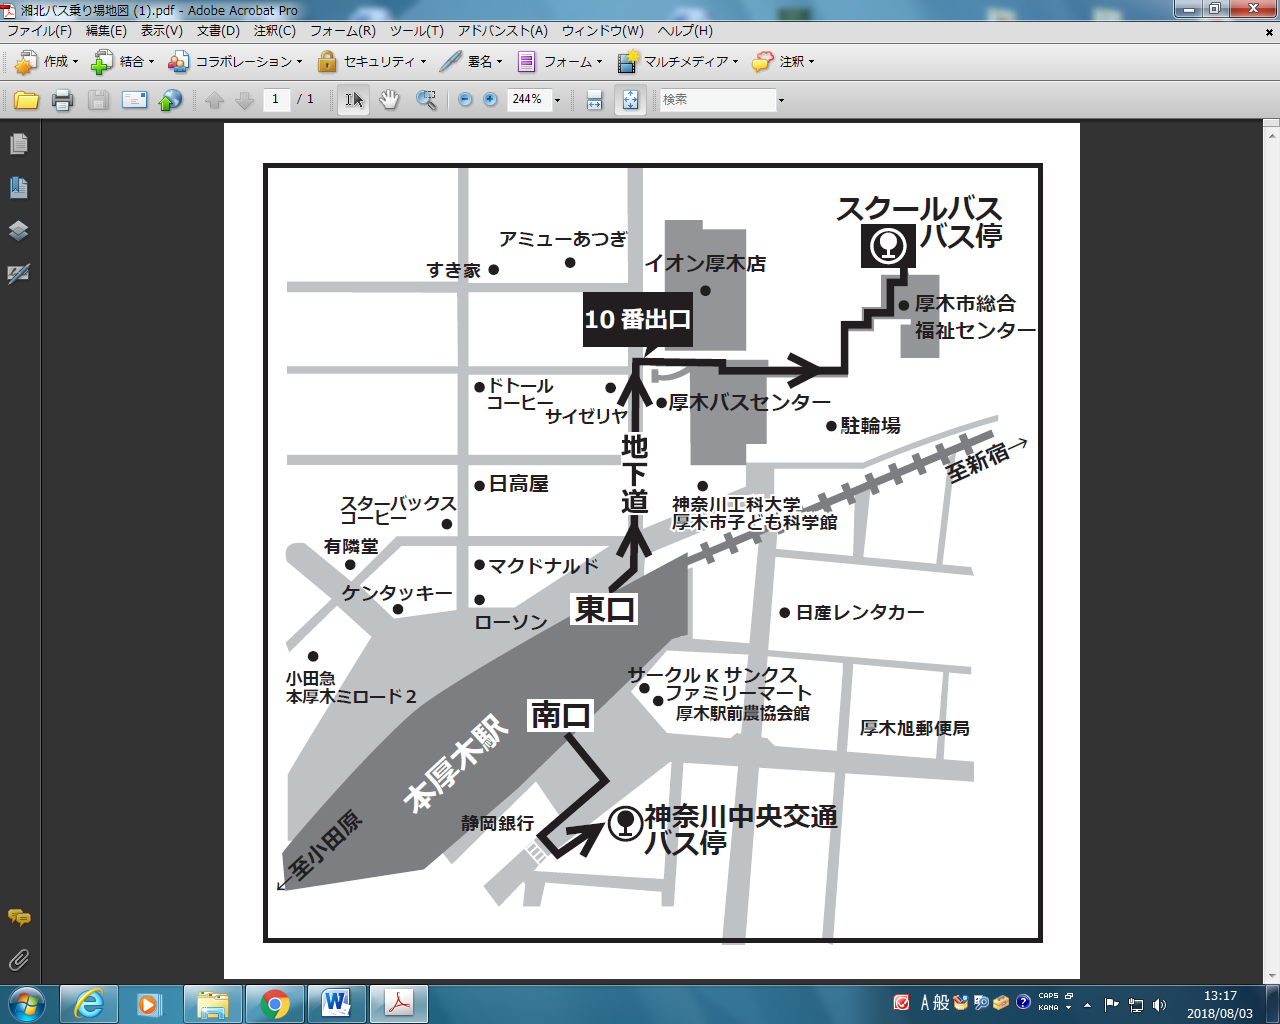 湘北バス乗り場地図 (1).pdf - Adobe Acrobat Pro
ファイル(F) 編集(E) 表示(V) 文書(D) 注釈(C) フォーム(R) ツール(T) アドバンスト(A) ウィンドウ(W) ヘルプ(H)
作成 結合 コラボレーション セキュリティ 署名 フォーム マルチメディア 注釈
1 / 1 244% 検索
スクールバス
バス停
アミューあつぎ
すき家
イオン厚木店
厚木市総合
福祉センター
10番出口
ドトール
コーヒー
サイゼリヤ
厚木バスセンター
駐輪場
地下道
至新宿→
日高屋
スターバックス
コーヒー
神奈川工科大学
厚木市子ども科学館
有隣堂
マクドナルド
ケンタッキー
東口
日産レンタカー
ローソン
小田急
本厚木ミロード2
サークルKサンクス
ファミリーマート
厚木駅前農協会館
南口
厚木旭郵便局
本厚木駅
静岡銀行
神奈川中央交通
バス停
←至小田原
A 般 CAPS KANA
13:17
2018/08/03